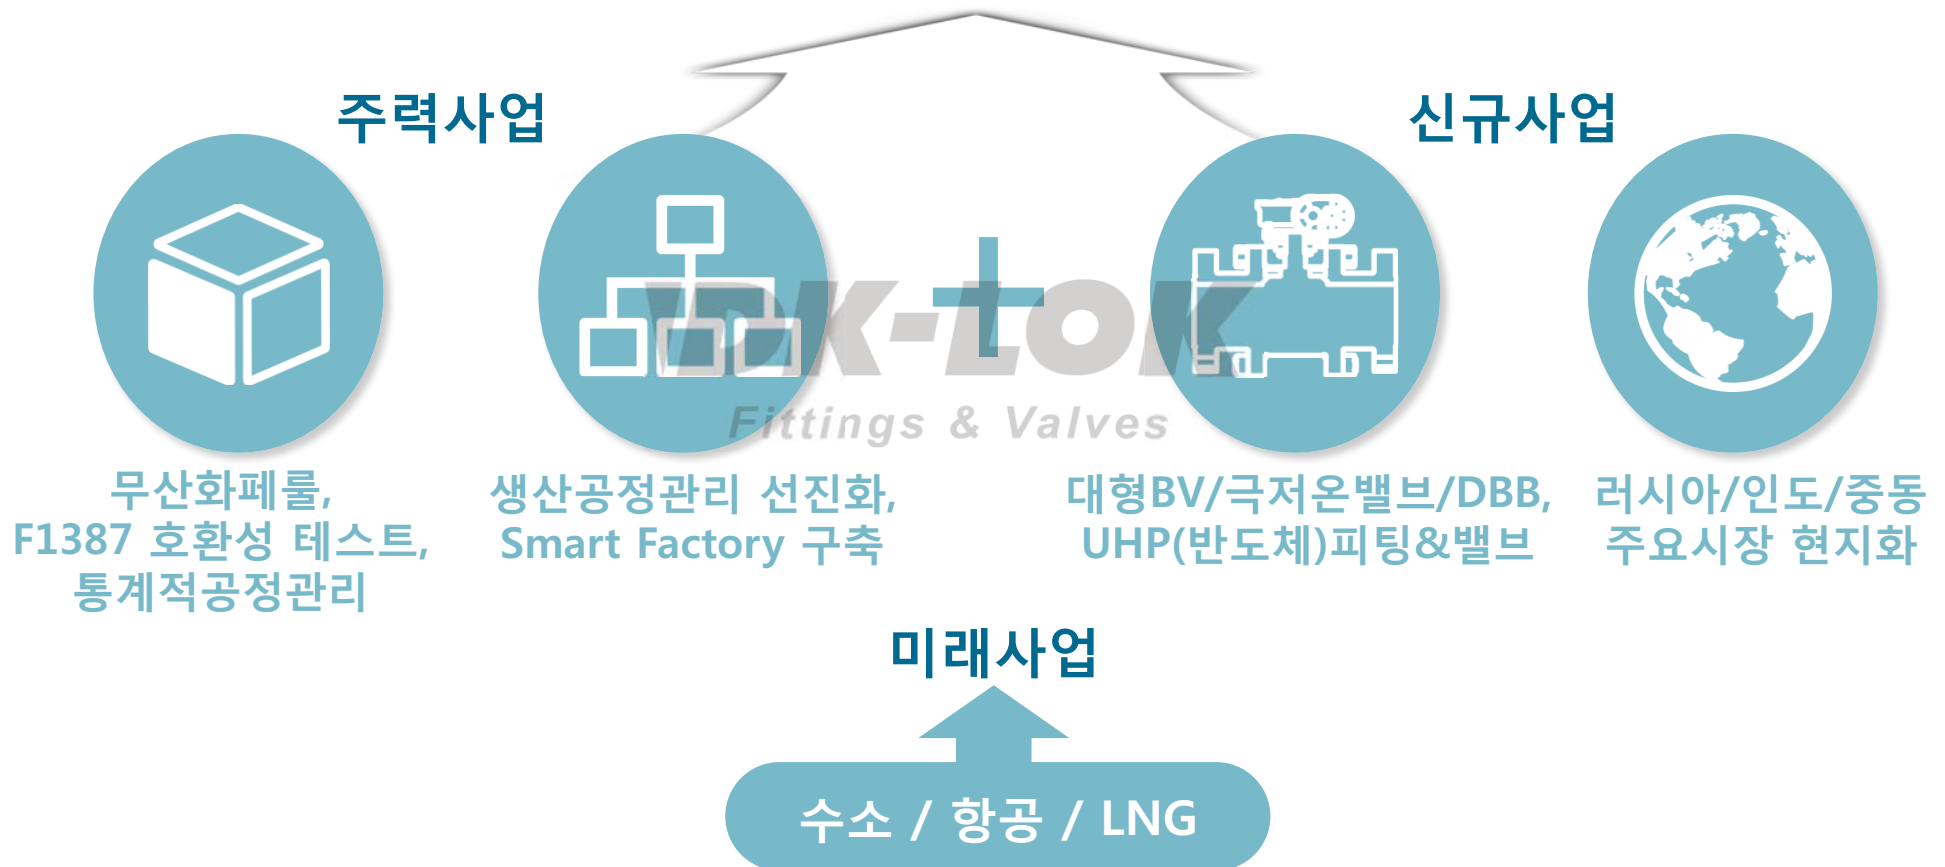 주력사업
신규사업
DK-LOK
Fittings & Valves
무산화페룰,
F1387 호환성 테스트,
통계적공정관리
생산공정관리 선진화,
Smart Factory 구축
대형BV/극저온밸브/DBB,
UHP(반도체)피팅&밸브
러시아/인도/중동
주요시장 현지화
미래사업
수소 / 항공 / LNG